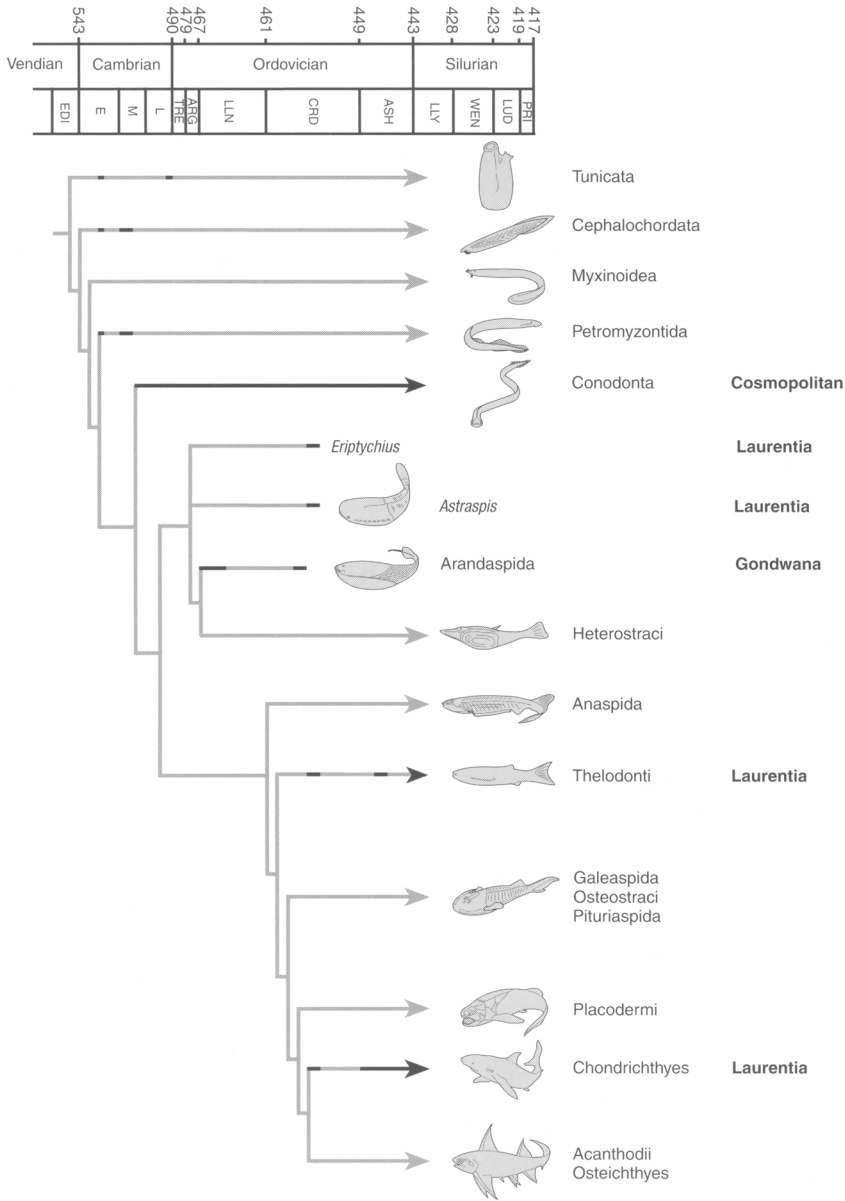 543
490
479
467
461
449
443
428
423
419
417
Vendian
Cambrian
Ordovician
Silurian
EDI
E
M
L
TRE
ARG
LLN
CRD
ASH
LLY
WEN
LUD
PRI
Tunicata
Cephalochordata
Myxinoidea
Petromyzontida
Conodonta Cosmopolitan
Eriptychius Laurentia
Astraspis Laurentia
Arandaspida Gondwana
Heterostraci
Anaspida
Thelodonti Laurentia
Galeaspida
Osteostraci
Pituriaspida
Placodermi
Chondrichthyes Laurentia
Acanthodii
Osteichthyes